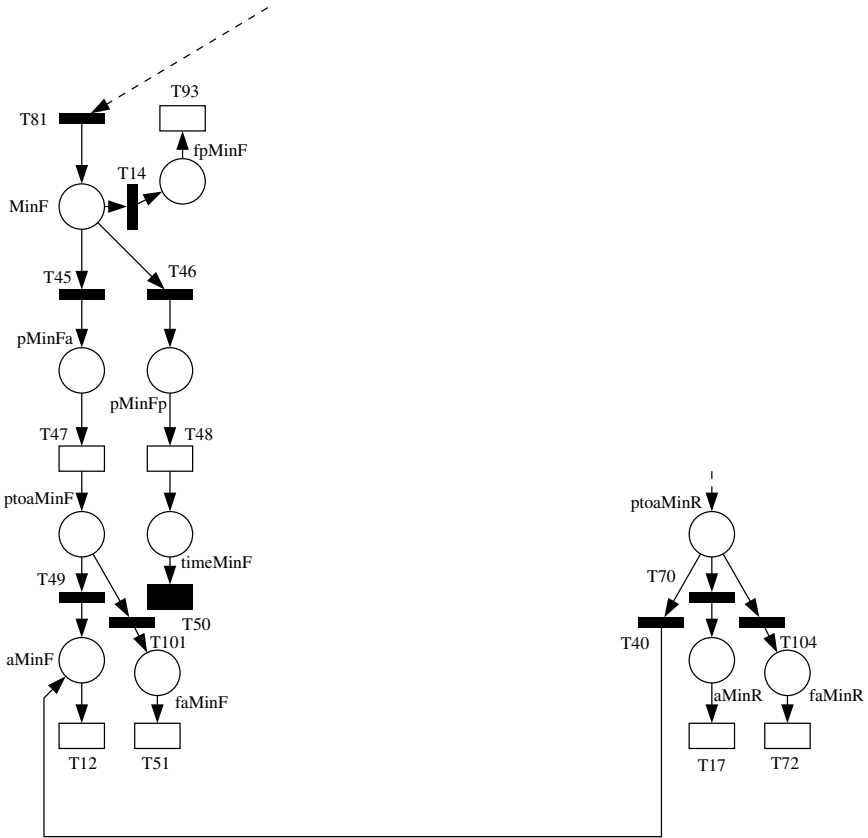 T93
T81
fpMinF
T14
MinF
T46
T45
pMinFa
pMinFp
T47
T48
ptoaMinF
ptoaMinR
timeMinF
T49
T70
T50
T101
T40
T104
aMinF
faMinF
aMinR
faMinR
T12
T51
T17
T72